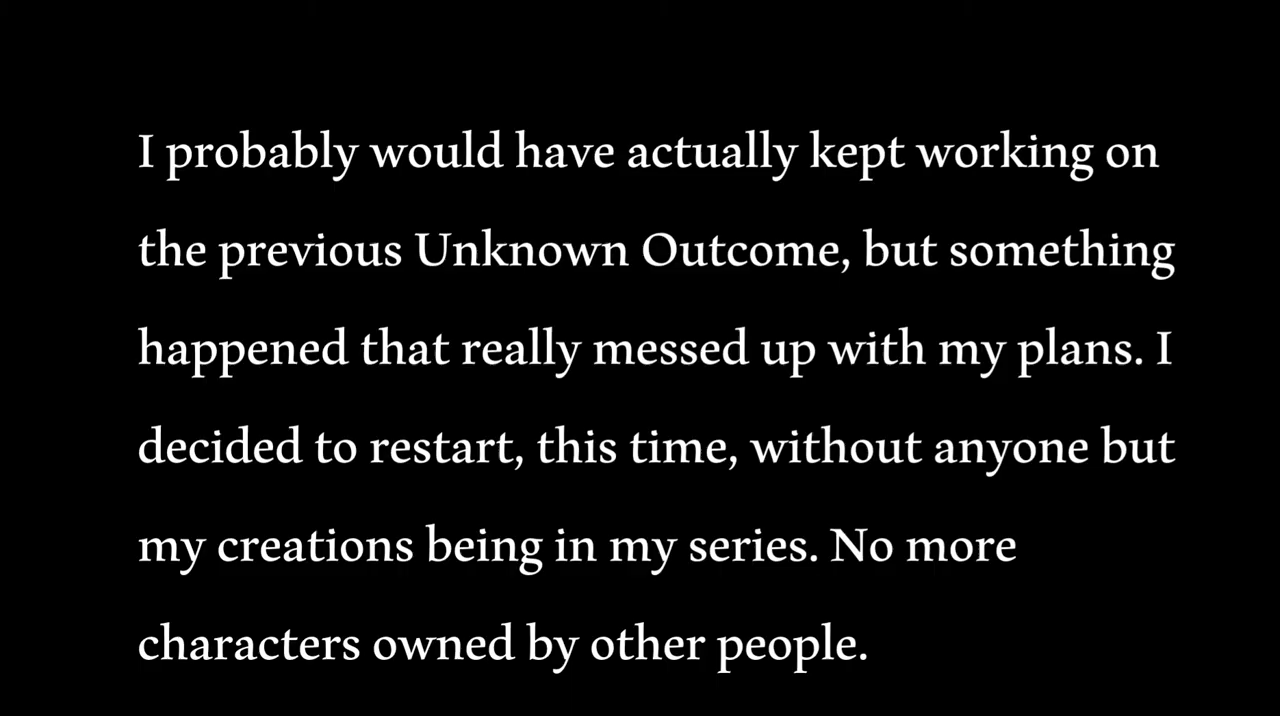 I probably would have actually kept working on
the previous Unknown Outcome, but something
happened that really messed up with my plans. I
decided to restart, this time, without anyone but
my creations being in my series. No more
characters owned by other people.